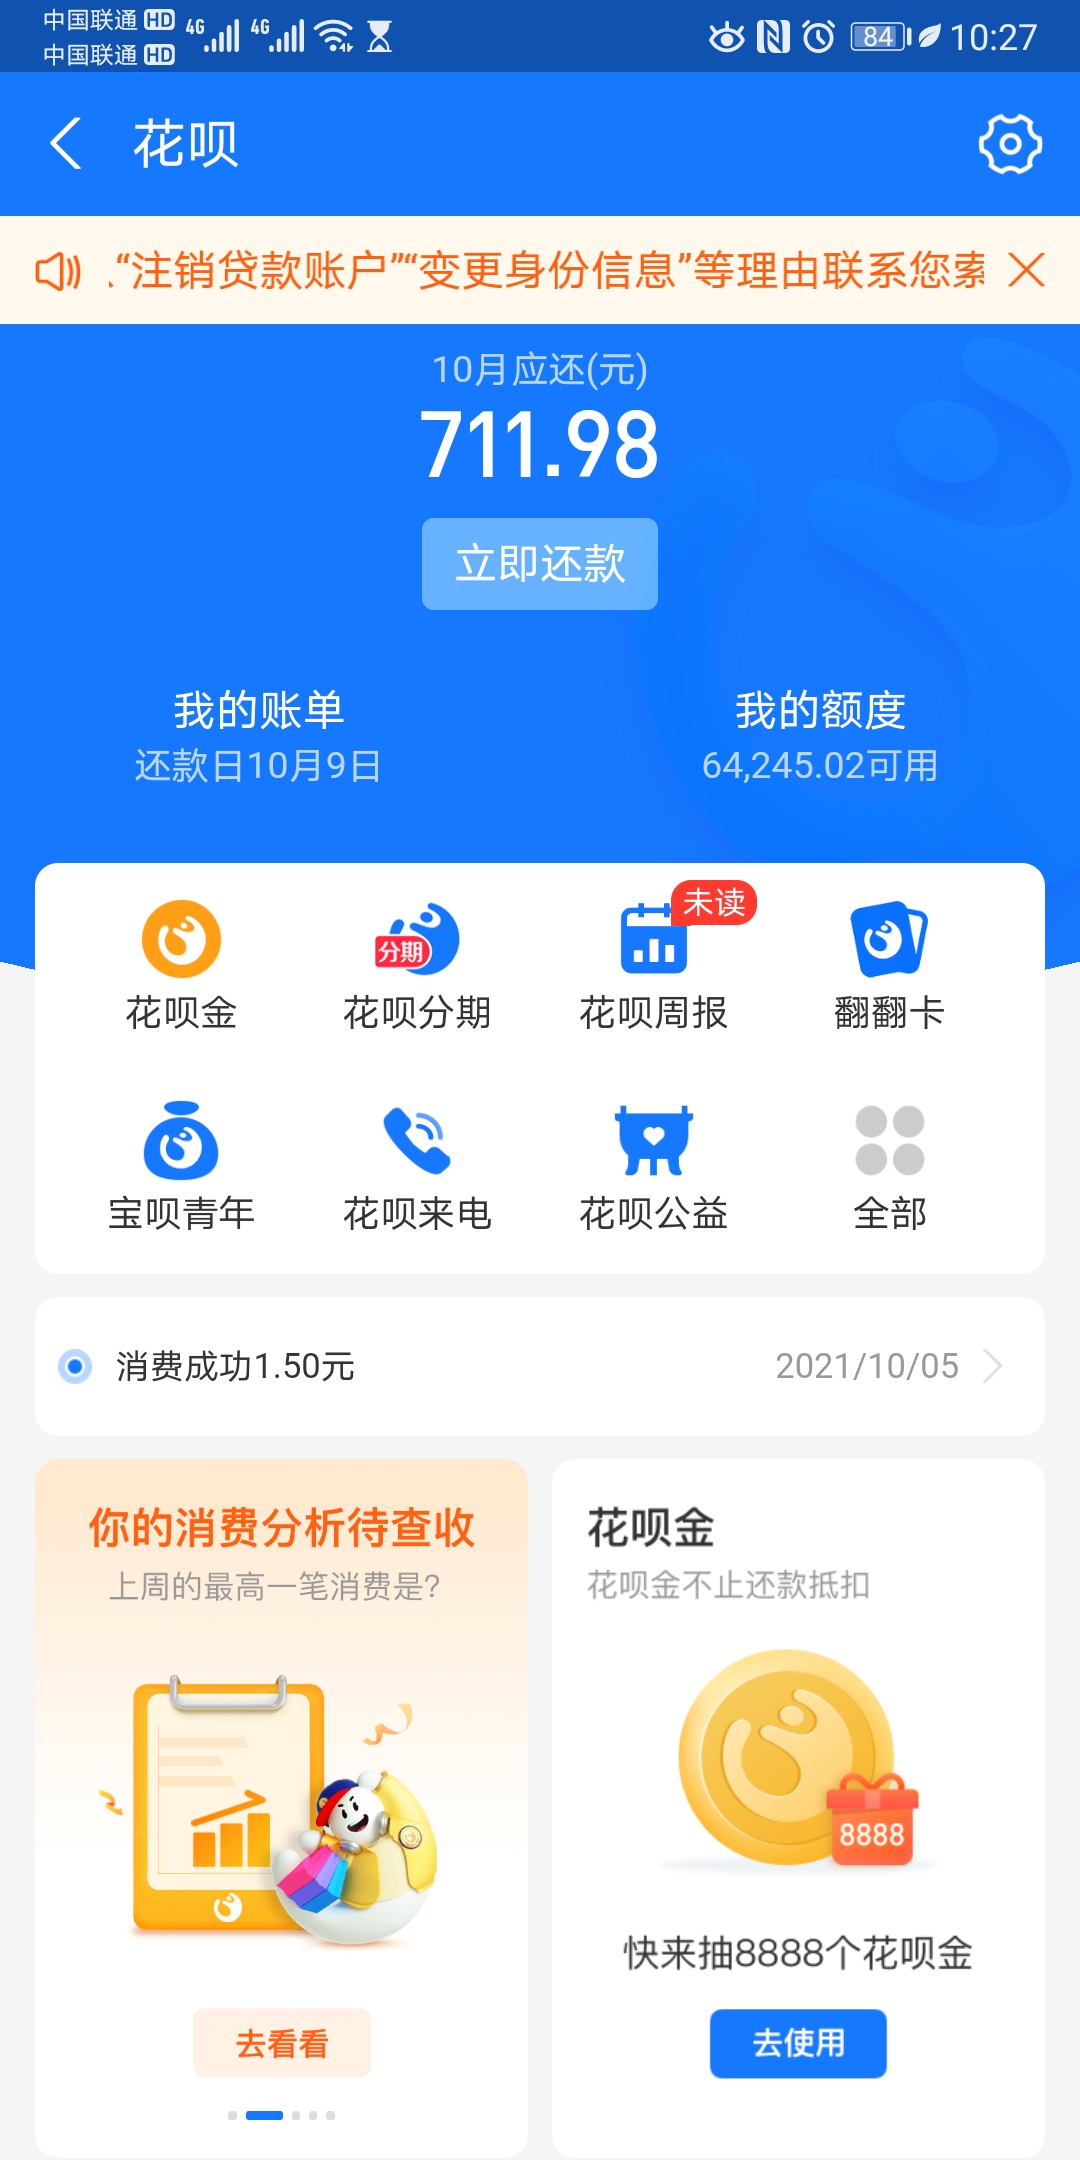 中国联通 HD 4G 4G 84 10:27
中国联通 HD
花呗
“注销贷款账户”“变更身份信息”等理由联系您索
10月应还(元)
711.98
立即还款
我的账单 我的额度
还款日10月9日 64,245.02可用
分期 未读
花呗金 花呗分期 花呗周报 翻翻卡
宝呗青年 花呗来电 花呗公益 全部
消费成功1.50元 2021/10/05
你的消费分析待查收
上周的最高一笔消费是?
去看看
花呗金
花呗金不止还款抵扣
8888
快来抽8888个花呗金
去使用